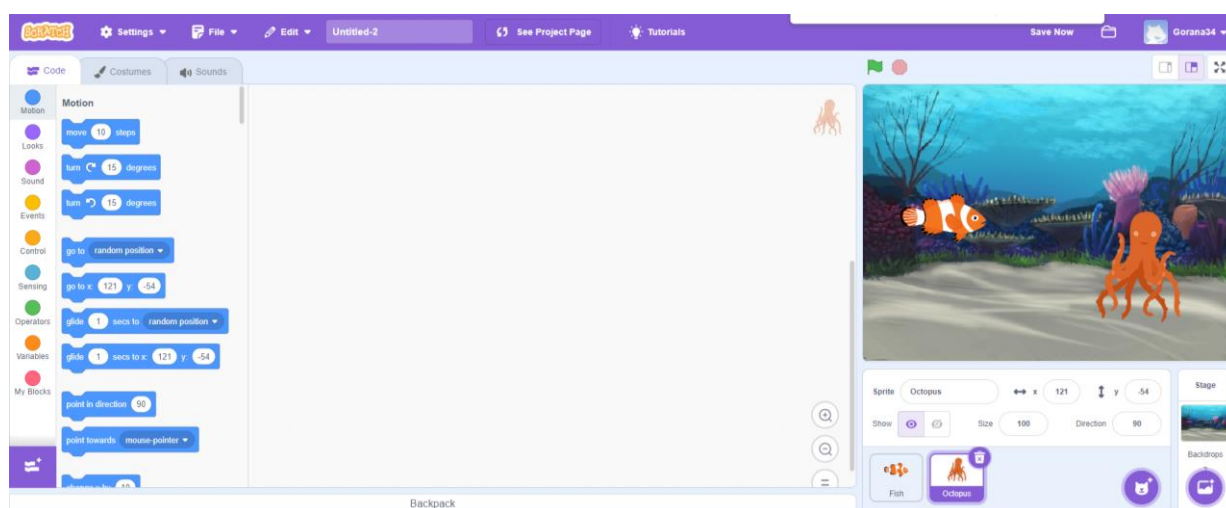 SCRATCH Settings File Edit Untitled-2 See Project Page Tutorials Save Now Gorana34
Code Costumes Sounds
Motion
Looks
Sound
Events
Control
Sensing
Operators
Variables
My Blocks
Motion
move 10 steps
turn 15 degrees
turn 15 degrees
go to random position
go to x: 121 y: -54
glide 1 secs to random position
glide 1 secs to x: 121 y: -54
point in direction 90
point towards mouse-pointer
change x by 10
Backpack
Sprite Octopus x 121 y -54
Show Size 100 Direction 90
Fish Octopus
Stage
Backdrops